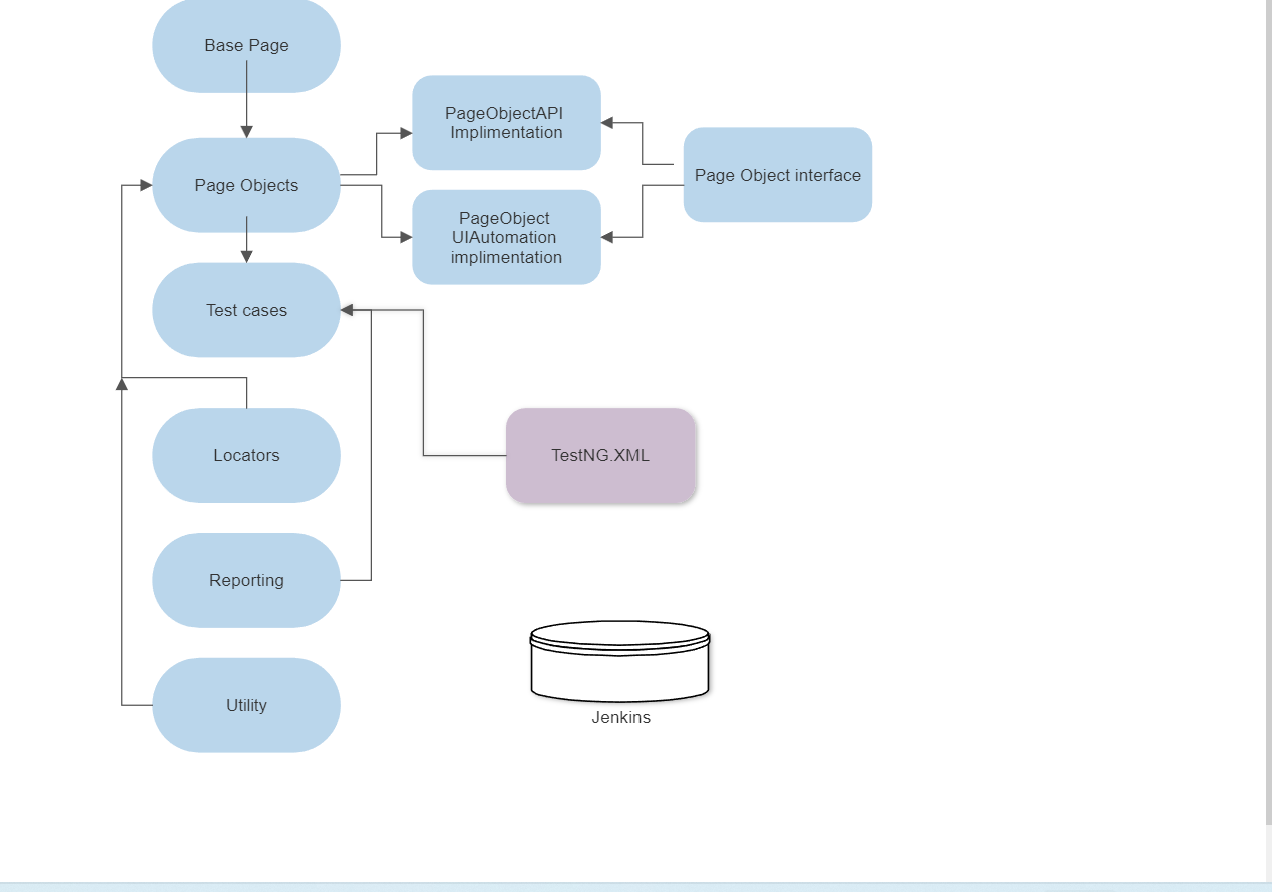 Base Page
PageObjectAPI
Implimentation
Page Object interface
Page Objects
PageObject
UIAutomation
implimentation
Test cases
Locators
TestNG.XML
Reporting
Utility
Jenkins